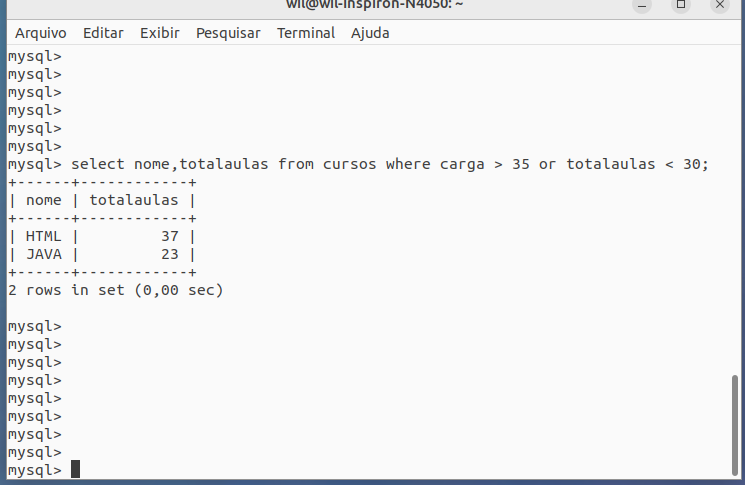 wil@wil-Inspiron-N4050: ~
Arquivo Editar Exibir Pesquisar Terminal Ajuda
mysql>
mysql>
mysql>
mysql>
mysql>
mysql>
mysql> select nome,totalaulas from cursos where carga > 35 or totalaulas < 30;
+------+------------+
| nome | totalaulas |
+------+------------+
| HTML |         37 |
| JAVA |         23 |
+------+------------+
2 rows in set (0,00 sec)
mysql>
mysql>
mysql>
mysql>
mysql>
mysql>
mysql>
mysql>
mysql>